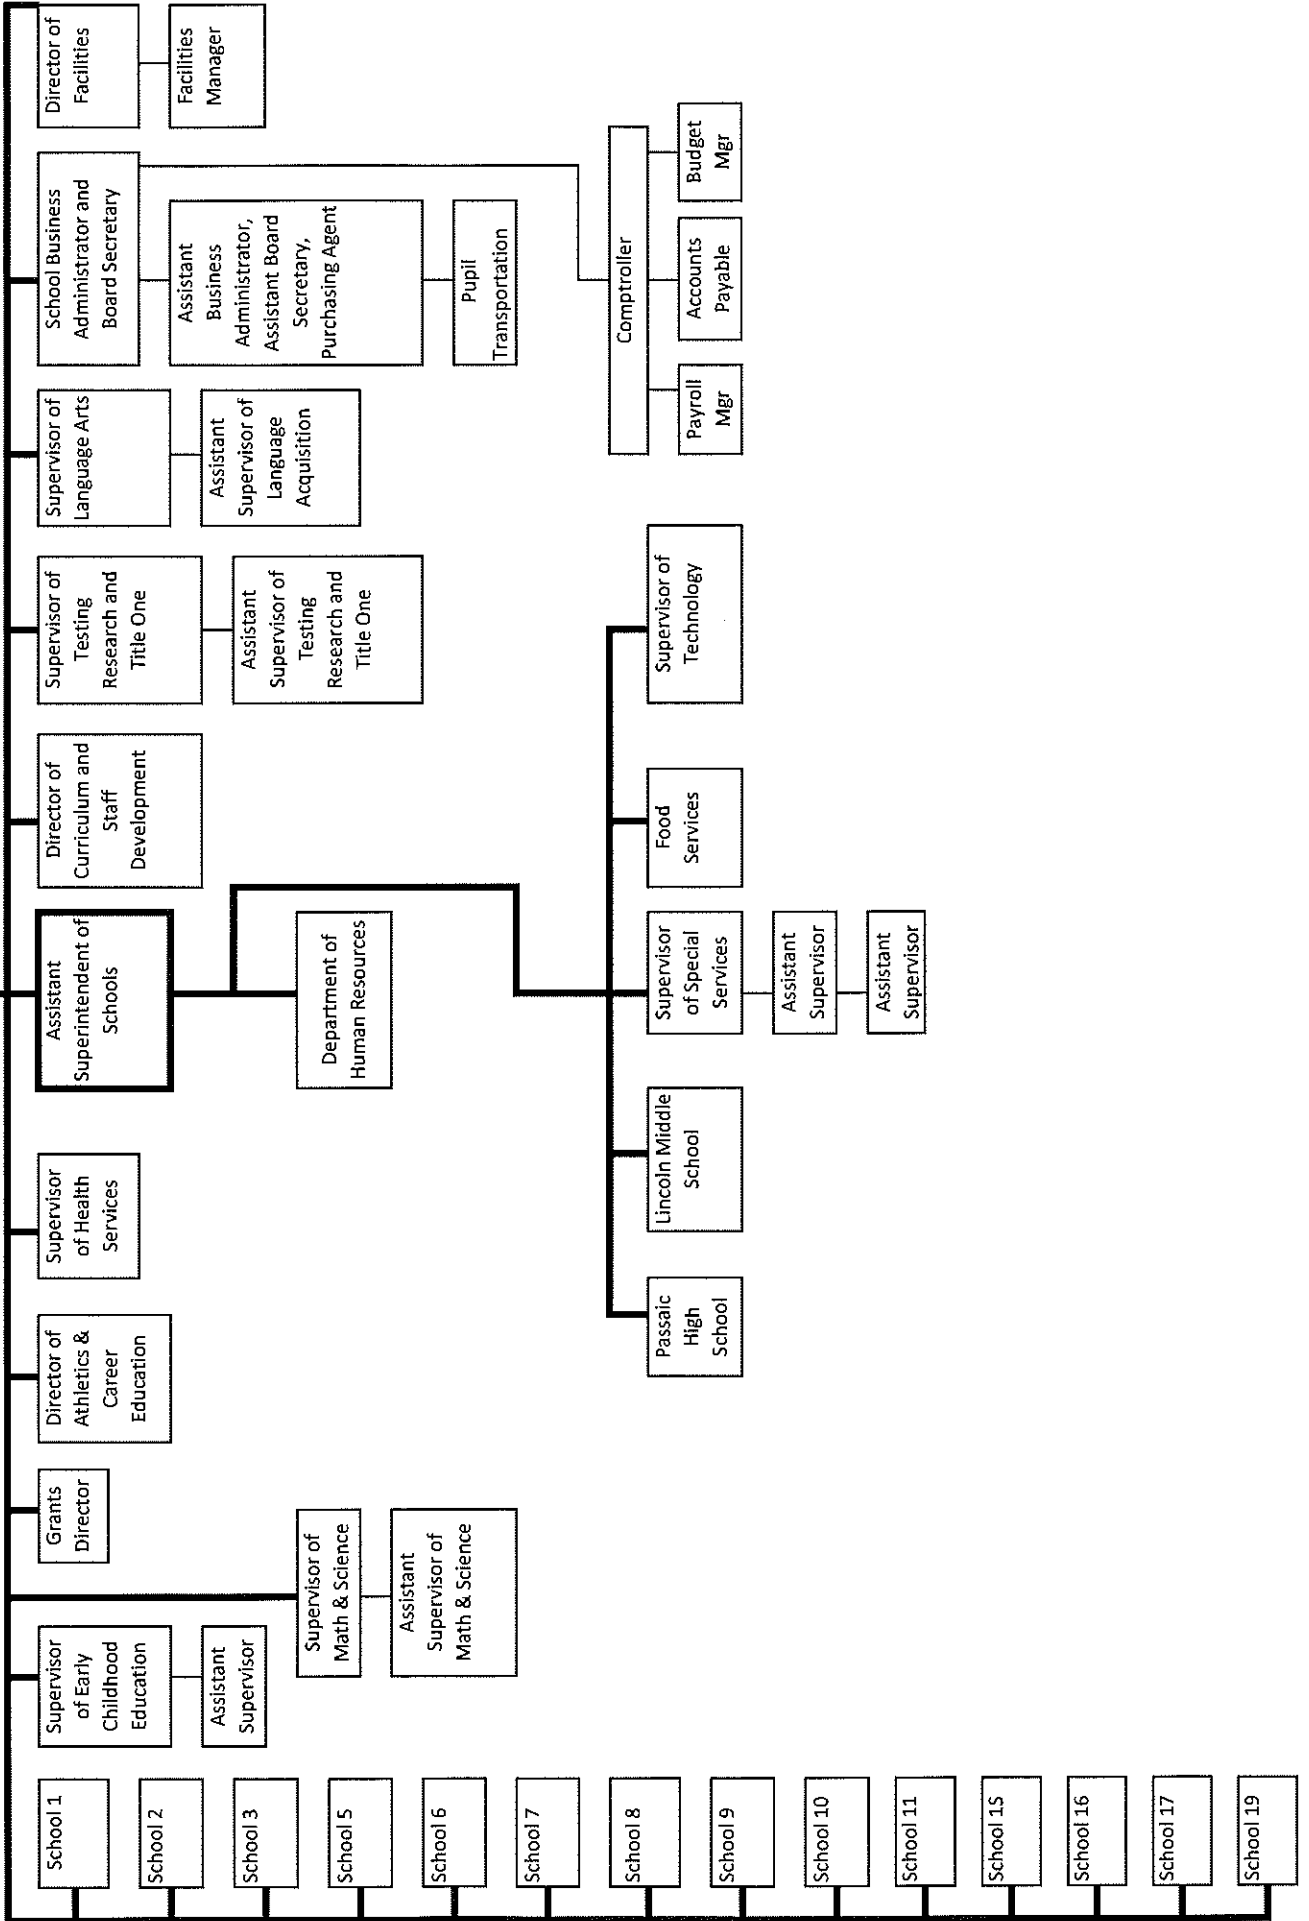 School 1
School 2
School 3
School 5
School 6
School 7
School 8
School 9
School 10
School 11
School 15
School 16
School 17
School 19
Supervisor
of Early
Childhood
Education
Assistant
Supervisor
Supervisor of
Math & Science
Assistant
Supervisor of
Math & Science
Grants
Director
Director of
Athletics &
Career
Education
Supervisor
of Health
Services
Assistant
Superintendent of
Schools
Department of
Human Resources
Passaic
High
School
Lincoln Middle
School
Supervisor
of Special
Services
Assistant
Supervisor
Assistant
Supervisor
Food
Services
Supervisor of
Technology
Director of
Curriculum and
Staff
Development
Supervisor of
Testing
Research and
Title One
Assistant
Supervisor of
Testing
Research and
Title One
Supervisor of
Language Arts
Assistant
Supervisor of
Language
Acquisition
School Business
Administrator and
Board Secretary
Assistant
Business
Administrator,
Assistant Board
Secretary,
Purchasing Agent
Pupil
Transportation
Comptroller
Payroll
Mgr
Accounts
Payable
Budget
Mgr
Director of
Facilities
Facilities
Manager